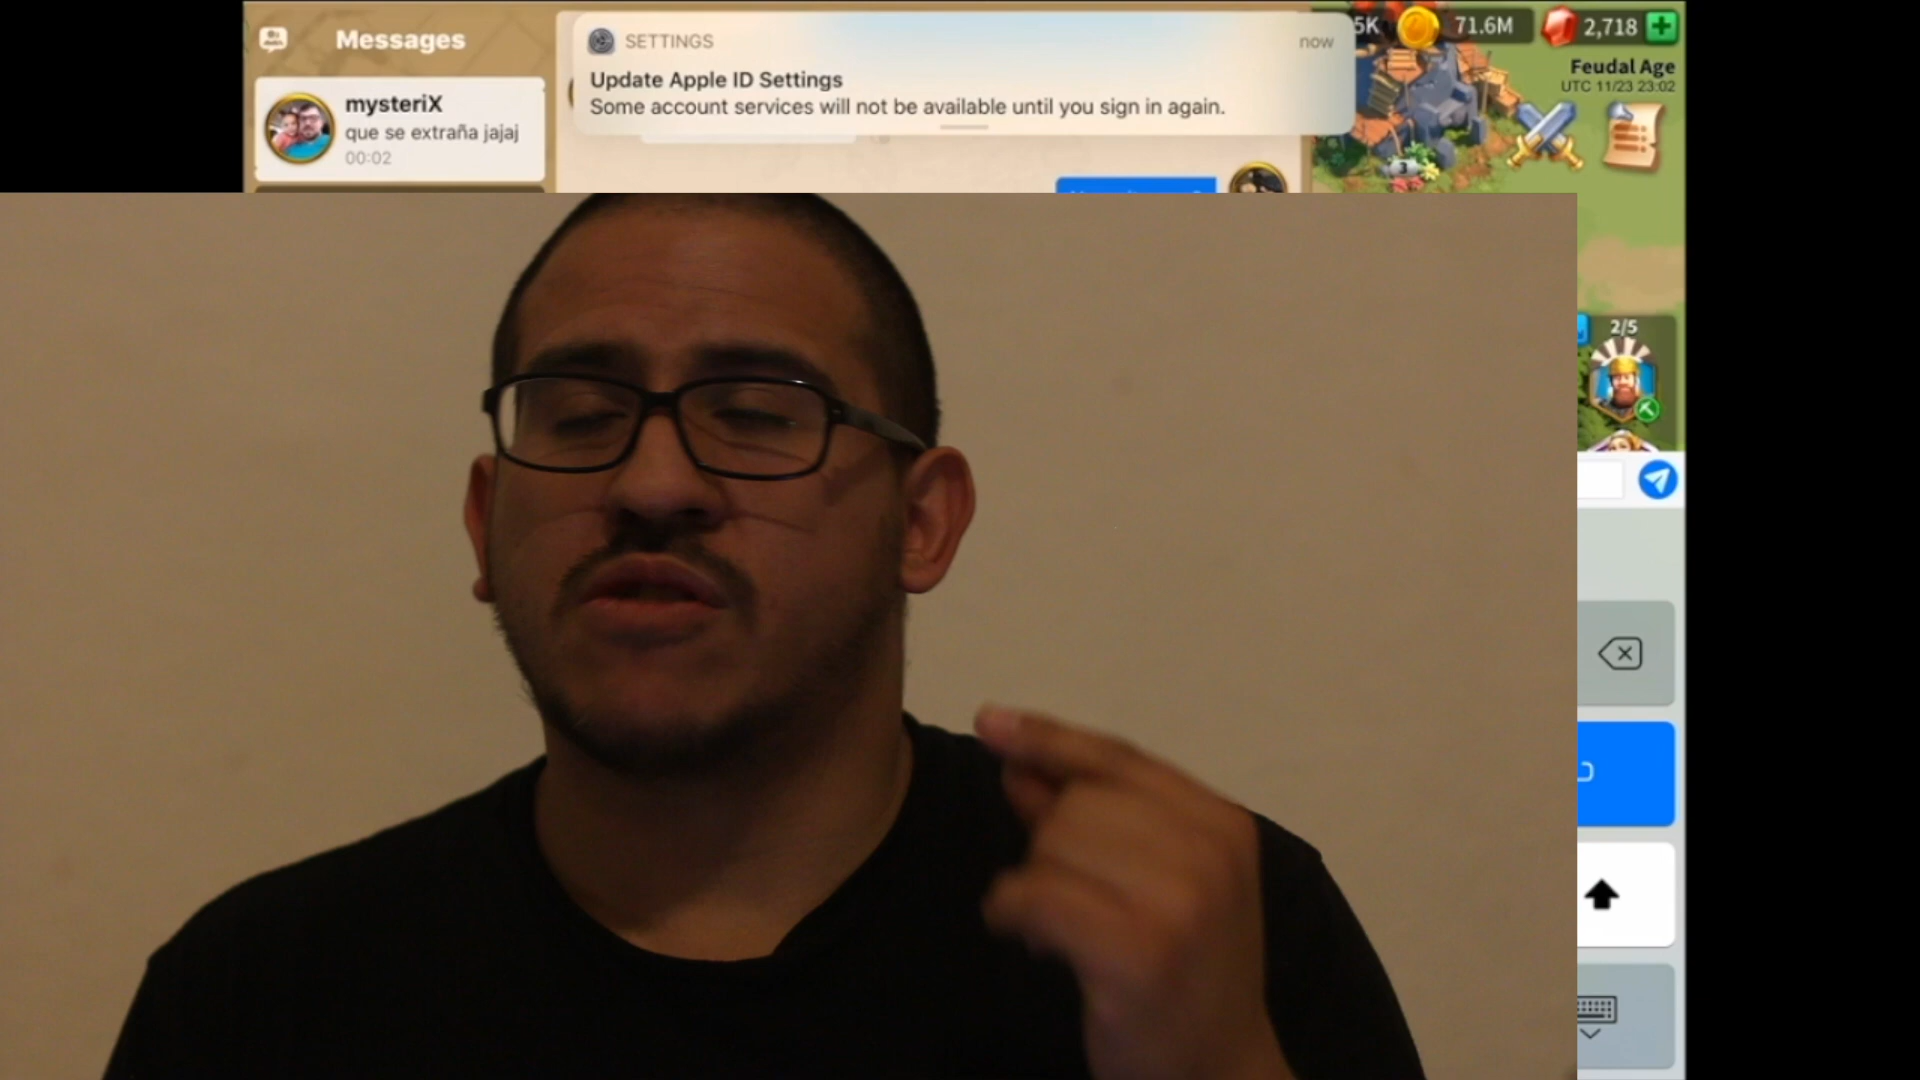 Messages
mysteriX
que se extraña jajaj
00:02
SETTINGS
now
Update Apple ID Settings
Some account services will not be available until you sign in again.
5K
71.6M
2,718
Feudal Age
UTC 11/23 23:02
3
2/5